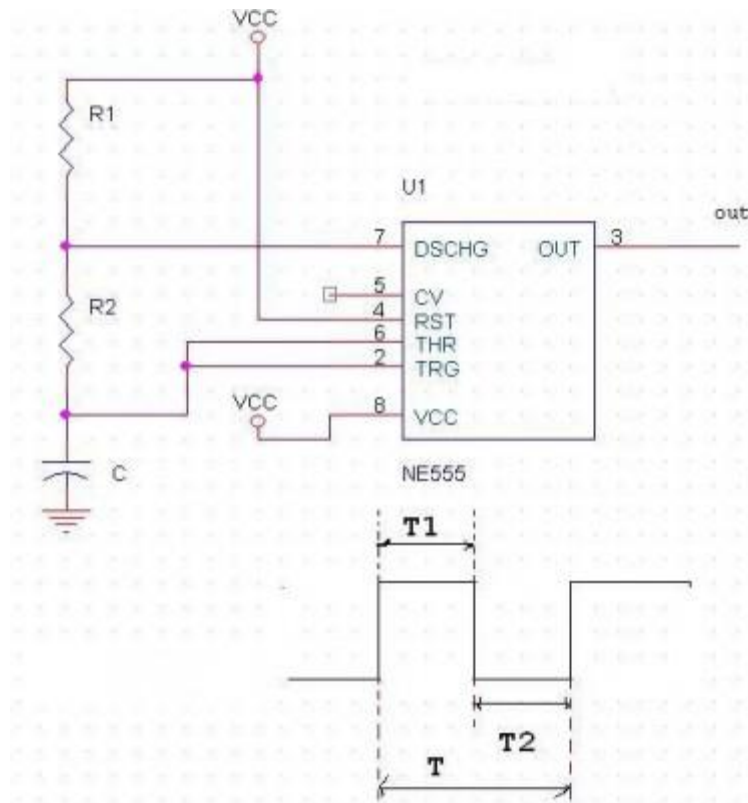 VCC
R1
U1
out
7 DSCHG OUT 3
5 CV
R2
4 RST
6 THR
2 TRG
VCC
8 VCC
C
NE555
T1
T2
T